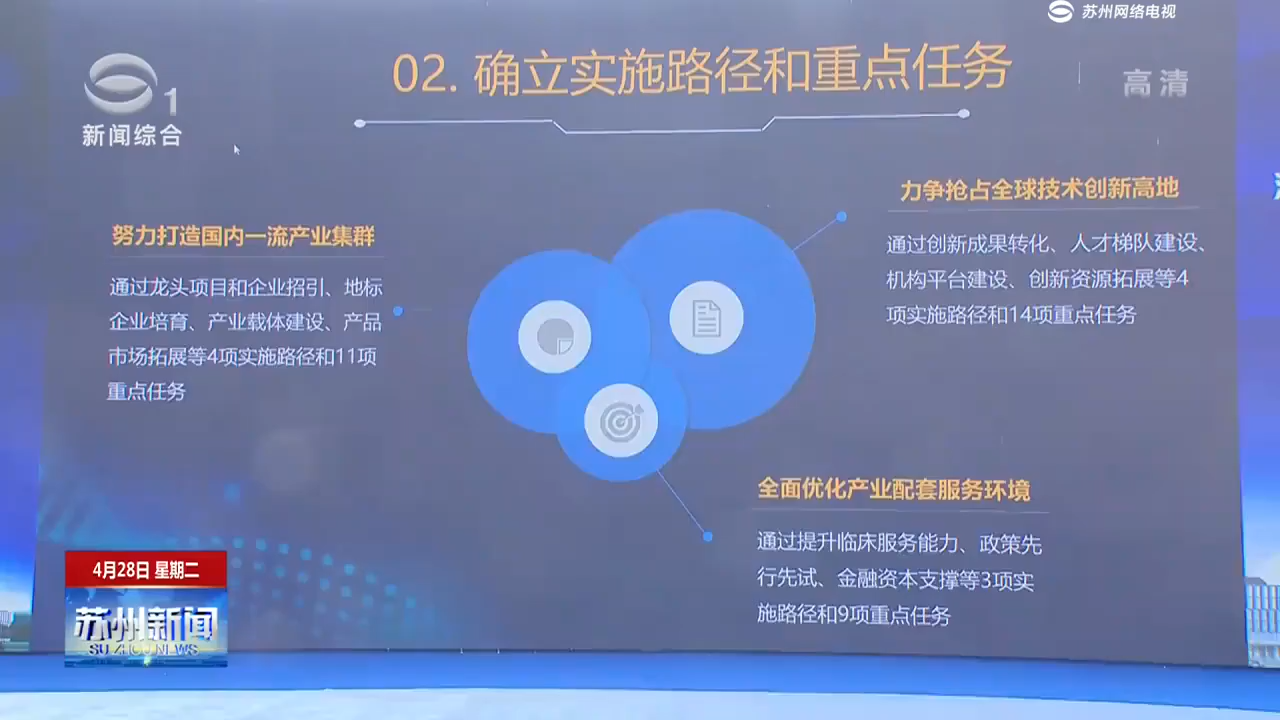 苏州网络电视
高清
1
新闻综合
02. 确立实施路径和重点任务
努力打造国内一流产业集群
通过龙头项目和企业招引、地标
企业培育、产业载体建设、产品
市场拓展等4项实施路径和11项
重点任务
力争抢占全球技术创新高地
通过创新成果转化、人才梯队建设、
机构平台建设、创新资源拓展等4
项实施路径和14项重点任务
全面优化产业配套服务环境
通过提升临床服务能力、政策先
行先试、金融资本支撑等3项实
施路径和9项重点任务
4月28日 星期二
苏州新闻
SU ZHOU NEWS